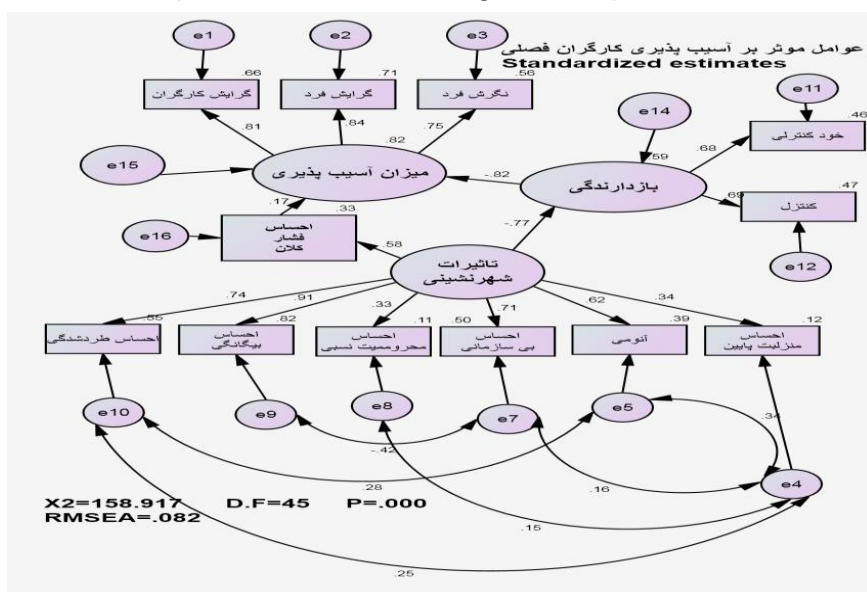 عوامل موثر بر آسیب پذیری کارگران فصلی
Standardized estimates
e1
e2
e3
.66
.71
.56
گرایش کارگران
گرایش فرد
نگرش فرد
.81
.84
.75
e14
e11
.46
خود کنترلی
.68
e15
.82
میزان آسیب پذیری
-.82
.59
بازدارندگی
.69
.47
کنترل
e12
.17
.33
e16
احساس
فشار
کلان
.58
-.77
تاثیرات
شهرنشینی
.74
.91
.33
.71
.62
.34
.55
.82
.11
.50
.39
.12
احساس طردشدگی
احساس
بیگانگی
احساس
محرومیت نسبی
احساس
بی سازمانی
آنومی
احساس
منزلت پایین
e10
e9
e8
e7
e5
e4
-.42
.34
.28
.16
.15
.25
X2=158.917 D.F=45 P=.000
RMSEA=.082